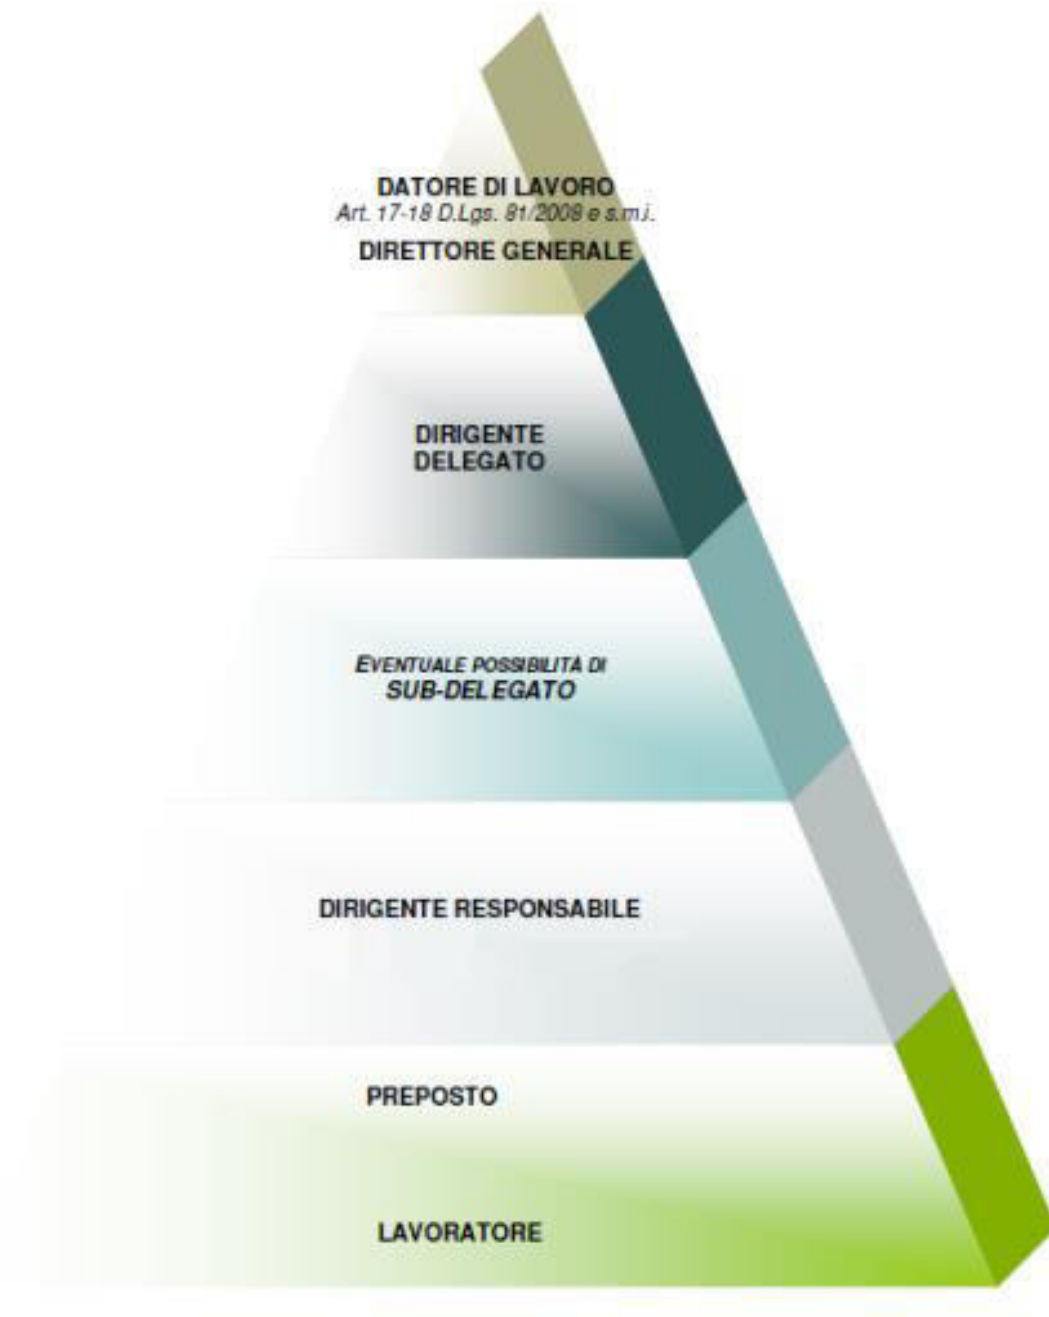 DATORE DI LAVORO
Art. 17-18 D.Lgs. 81/2008 e s.m.i.
DIRETTORE GENERALE
DIRIGENTE
DELEGATO
EVENTUALE POSSIBILITÀ DI
SUB-DELEGATO
DIRIGENTE RESPONSABILE
PREPOSTO
LAVORATORE